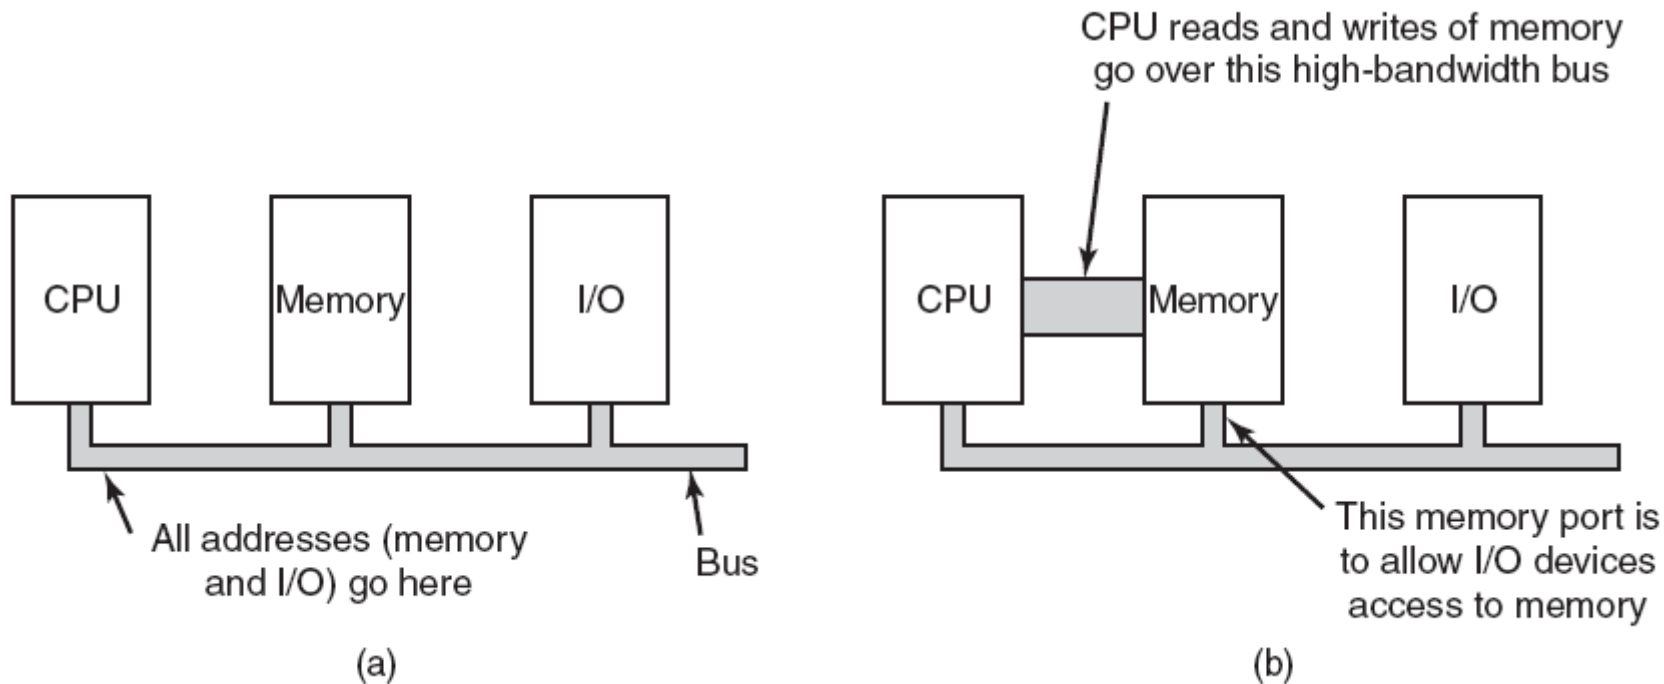 CPU
Memory
I/O
All addresses (memory
and I/O) go here
Bus
(a)
CPU reads and writes of memory
go over this high-bandwidth bus
CPU
Memory
I/O
This memory port is
to allow I/O devices
access to memory
(b)